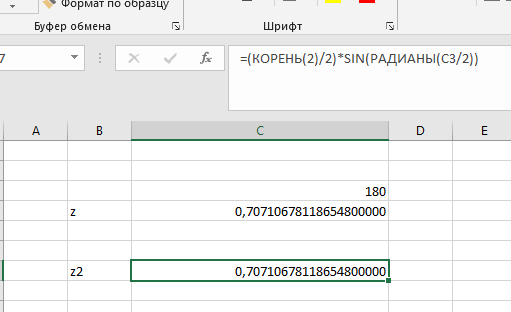 Формат по образцу
Буфер обмена
Шрифт
7
=(КОРЕНЬ(2)/2)*SIN(РАДИАНЫ(C3/2))
A B C D E
180
z 0,70710678118654800000
z2 0,70710678118654800000